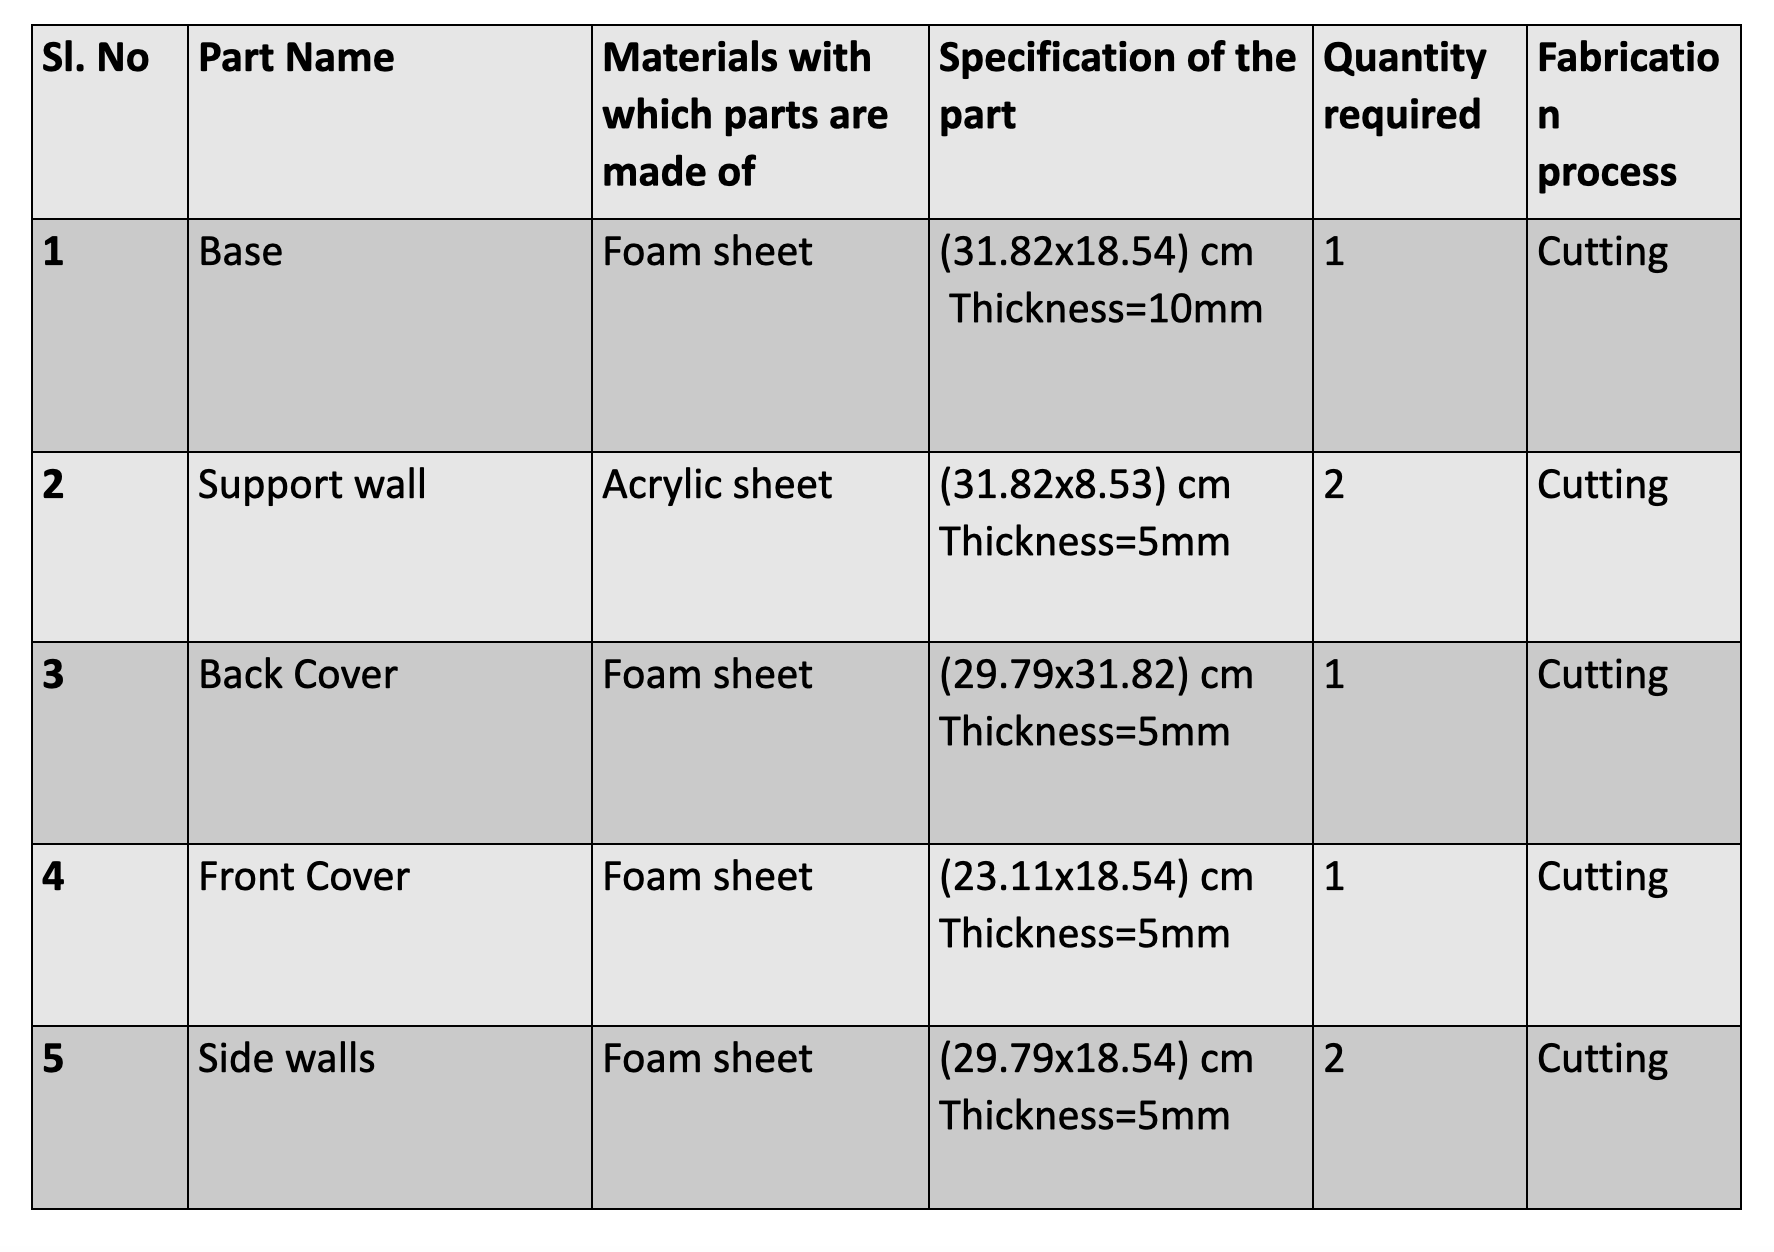 Sl. No Part Name Materials with which parts are made of Specification of the part Quantity required Fabricatio n process
1 Base Foam sheet (31.82x18.54) cm Thickness=10mm 1 Cutting
2 Support wall Acrylic sheet (31.82x8.53) cm Thickness=5mm 2 Cutting
3 Back Cover Foam sheet (29.79x31.82) cm Thickness=5mm 1 Cutting
4 Front Cover Foam sheet (23.11x18.54) cm Thickness=5mm 1 Cutting
5 Side walls Foam sheet (29.79x18.54) cm Thickness=5mm 2 Cutting